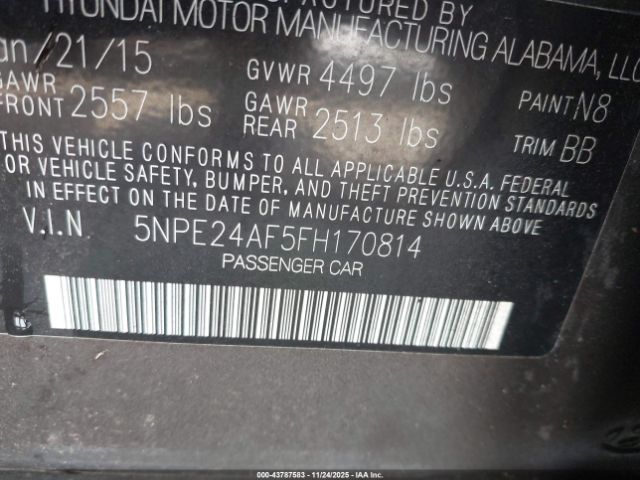 PRODUCED BY
HYUNDAI MOTOR MANUFACTURING ALABAMA, LLC
an/21/15 GVWR 4497 lbs PAINT N8
GAWR FRONT 2557 lbs GAWR REAR 2513 lbs TRIM BB
THIS VEHICLE CONFORMS TO ALL APPLICABLE U.S.A. FEDERAL
OR VEHICLE SAFETY, BUMPER, AND THEFT PREVENTION STANDARDS
IN EFFECT ON THE DATE OF MANUFACTURE SHOWN ABOVE.
V.I.N. 5NPE24AF5FH170814
PASSENGER CAR
000-43787583 - 11/24/2025 - IAA Inc.